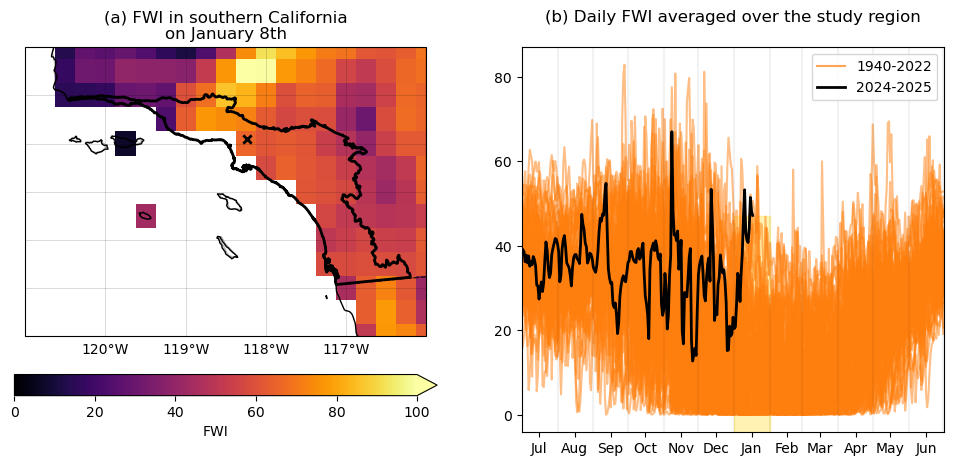 (a) FWI in southern California
on January 8th
120°W 119°W 118°W 117°W
0 20 40 60 80 100
FWI
(b) Daily FWI averaged over the study region
1940-2022
2024-2025
80
60
40
20
0
Jul Aug Sep Oct Nov Dec Jan Feb Mar Apr May Jun